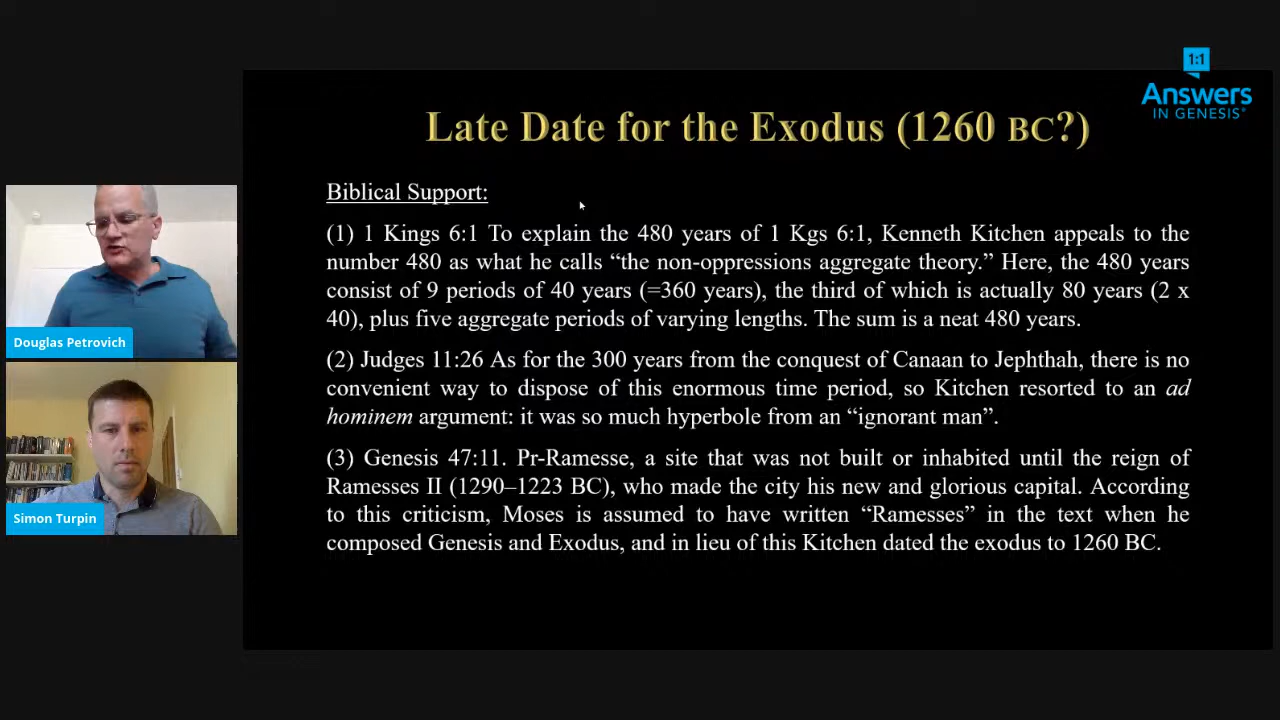 1:1
Answers
IN GENESIS
Late Date for the Exodus (1260 BC?)
Biblical Support:
(1) 1 Kings 6:1 To explain the 480 years of 1 Kgs 6:1, Kenneth Kitchen appeals to the
number 480 as what he calls “the non-oppressions aggregate theory.” Here, the 480 years
consist of 9 periods of 40 years (=360 years), the third of which is actually 80 years (2 x
40), plus five aggregate periods of varying lengths. The sum is a neat 480 years.
(2) Judges 11:26 As for the 300 years from the conquest of Canaan to Jephthah, there is no
convenient way to dispose of this enormous time period, so Kitchen resorted to an ad
hominem argument: it was so much hyperbole from an “ignorant man”.
(3) Genesis 47:11. Pr-Ramesse, a site that was not built or inhabited until the reign of
Ramesses II (1290–1223 BC), who made the city his new and glorious capital. According
to this criticism, Moses is assumed to have written “Ramesses” in the text when he
composed Genesis and Exodus, and in lieu of this Kitchen dated the exodus to 1260 BC.
Douglas Petrovich
Simon Turpin